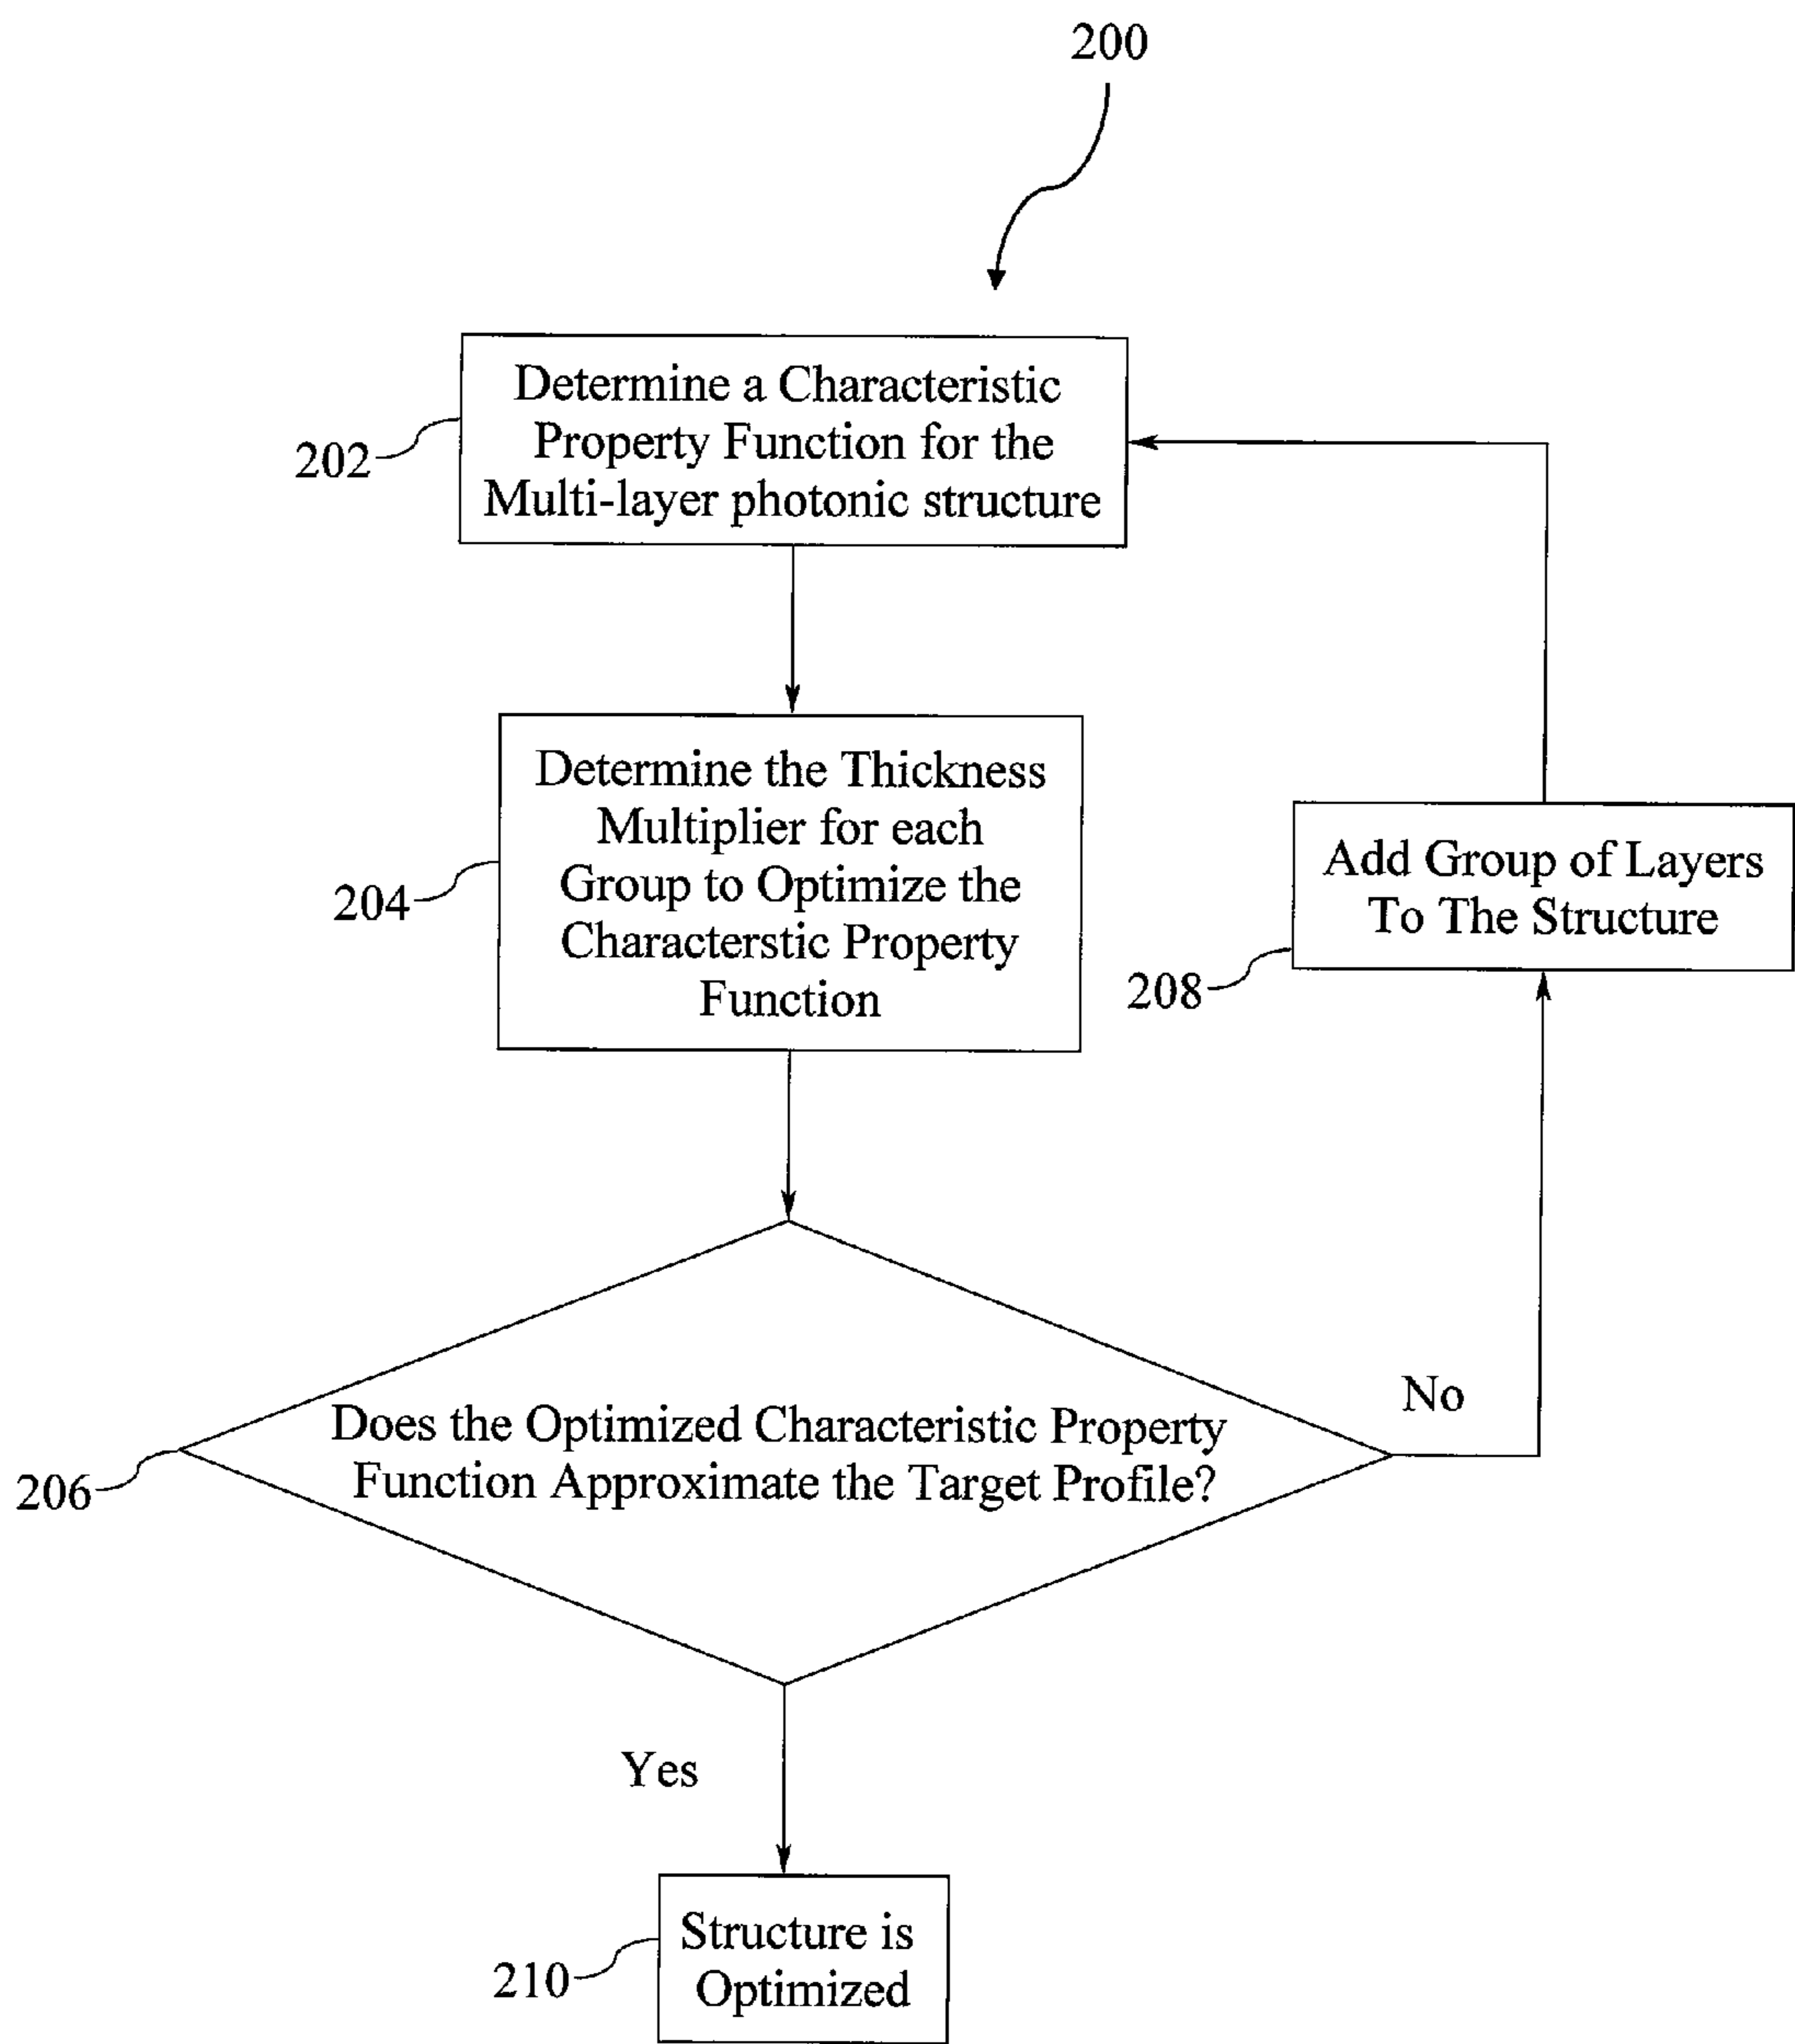 200
Determine a Characteristic
Property Function for the
Multi-layer photonic structure
202
Determine the Thickness
Multiplier for each
Group to Optimize the
Characterstic Property
Function
204
Add Group of Layers
To The Structure
208
Does the Optimized Characteristic Property
Function Approximate the Target Profile?
206
No
Yes
Structure is
Optimized
210